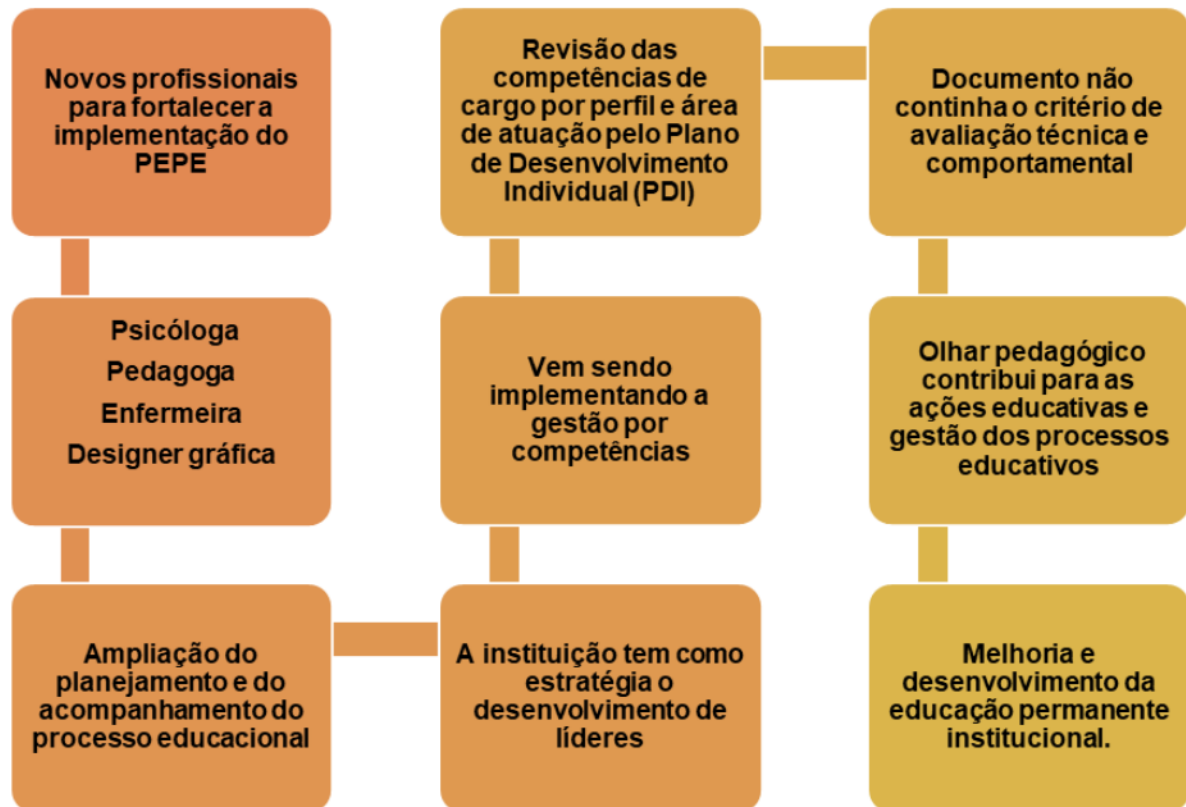 Novos profissionais
para fortalecer a
implementação do
PEPE
Psicóloga
Pedagoga
Enfermeira
Designer gráfica
Ampliação do
planejamento e do
acompanhamento do
processo educacional
A instituição tem como
estratégia o
desenvolvimento de
líderes
Vem sendo
implementando a
gestão por
competências
Revisão das
competências de
cargo por perfil e área
de atuação pelo Plano
de Desenvolvimento
Individual (PDI)
Documento não
continha o critério de
avaliação técnica e
comportamental
Olhar pedagógico
contribui para as
ações educativas e
gestão dos processos
educativos
Melhoria e
desenvolvimento da
educação permanente
institucional.